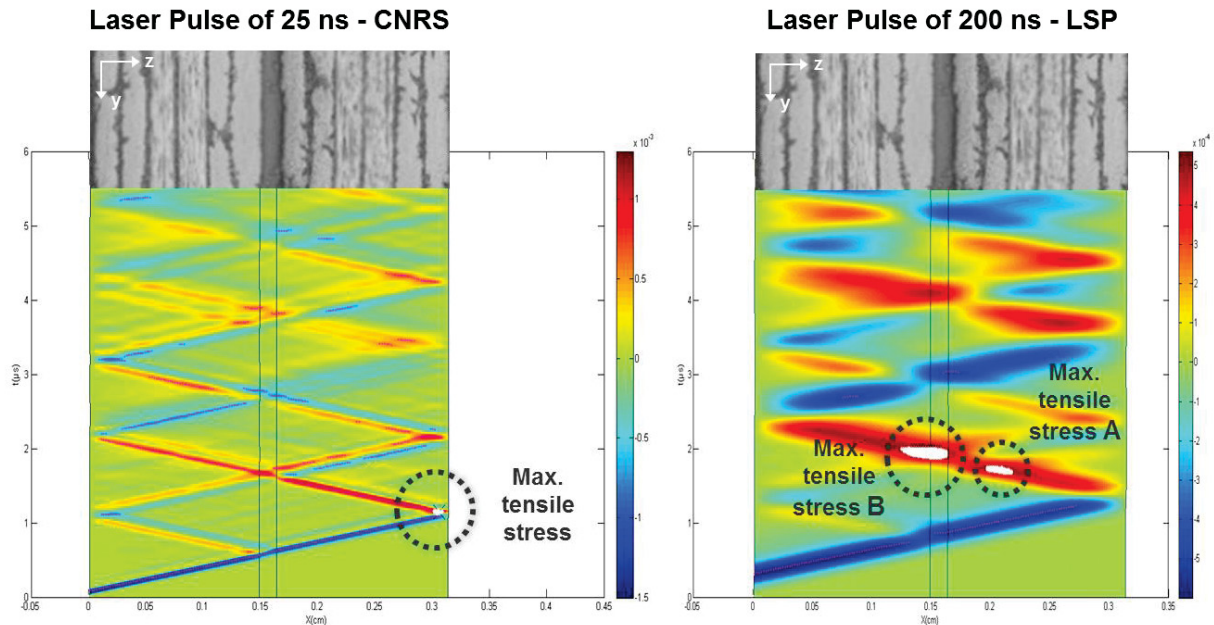 Laser Pulse of 25 ns - CNRS
z
y
x 10⁻³
6
5
4
3
2
1
0
t(µs)
-0.05
0
0.05
0.1
0.15
0.2
0.25
0.3
0.35
0.4
0.45
X(cm)
1
0.5
0
-0.5
-1
-1.5
Max.
tensile
stress
Laser Pulse of 200 ns - LSP
z
y
x 10⁻⁴
6
5
4
3
2
1
0
t(µs)
-0.05
0
0.05
0.1
0.15
0.2
0.25
0.3
0.35
X(cm)
5
4
3
2
1
0
-1
-2
-3
-4
-5
Max.
tensile
stress A
Max.
tensile
stress B